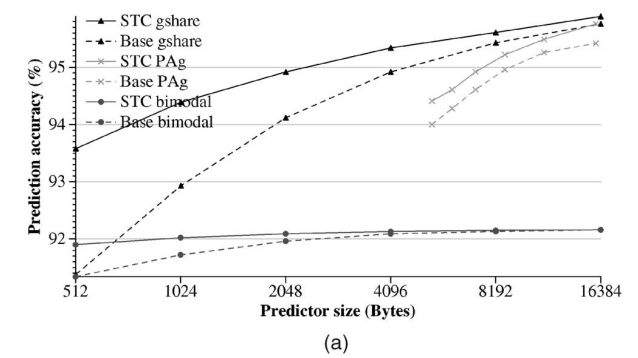 STC gshare
Base gshare
STC PAg
Base PAg
STC bimodal
Base bimodal
Prediction accuracy (%)
95
94
93
92
512 1024 2048 4096 8192 16384
Predictor size (Bytes)
(a)